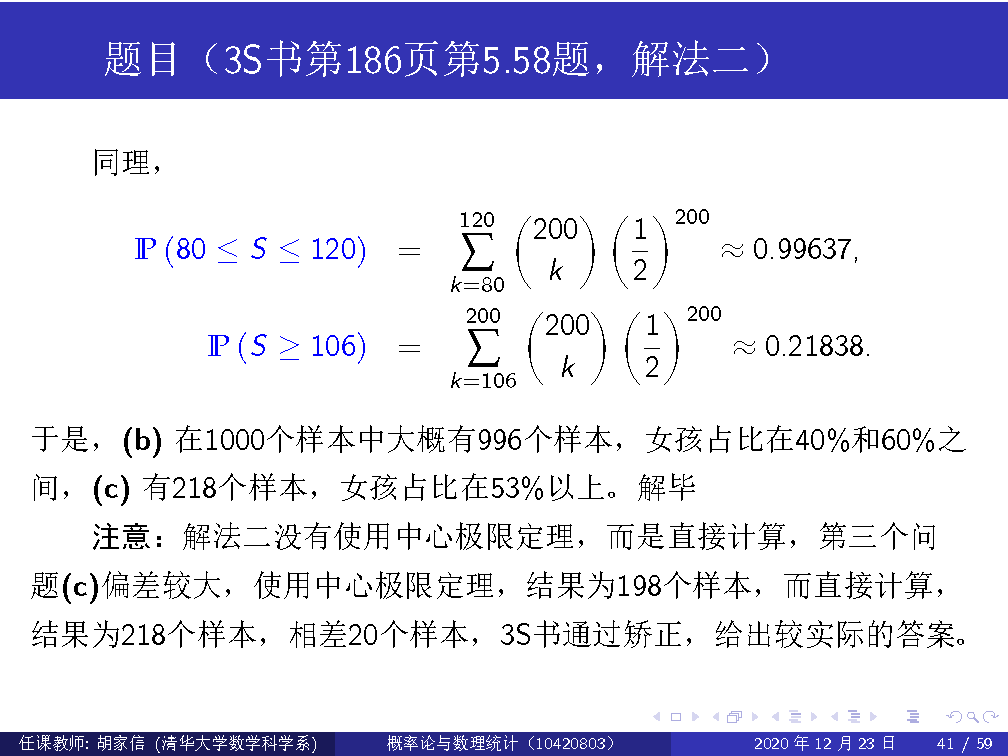 题目（3S书第186页第5.58题，解法二）
同理，
ℙ (80 ≤ S ≤ 120) = \sum_{k=80}^{120} \binom{200}{k} \left(\frac{1}{2}\right)^{200} ≈ 0.99637,
ℙ (S ≥ 106) = \sum_{k=106}^{200} \binom{200}{k} \left(\frac{1}{2}\right)^{200} ≈ 0.21838.
于是，(b) 在1000个样本中大概有996个样本，女孩占比在40%和60%之
间，(c) 有218个样本，女孩占比在53%以上。解毕
注意：解法二没有使用中心极限定理，而是直接计算，第三个问
题(c)偏差较大，使用中心极限定理，结果为198个样本，而直接计算，
结果为218个样本，相差20个样本，3S书通过矫正，给出较实际的答案。
任课教师: 胡家信 (清华大学数学科学系) 概率论与数理统计（10420803） 2020 年 12 月 23 日 41 / 59